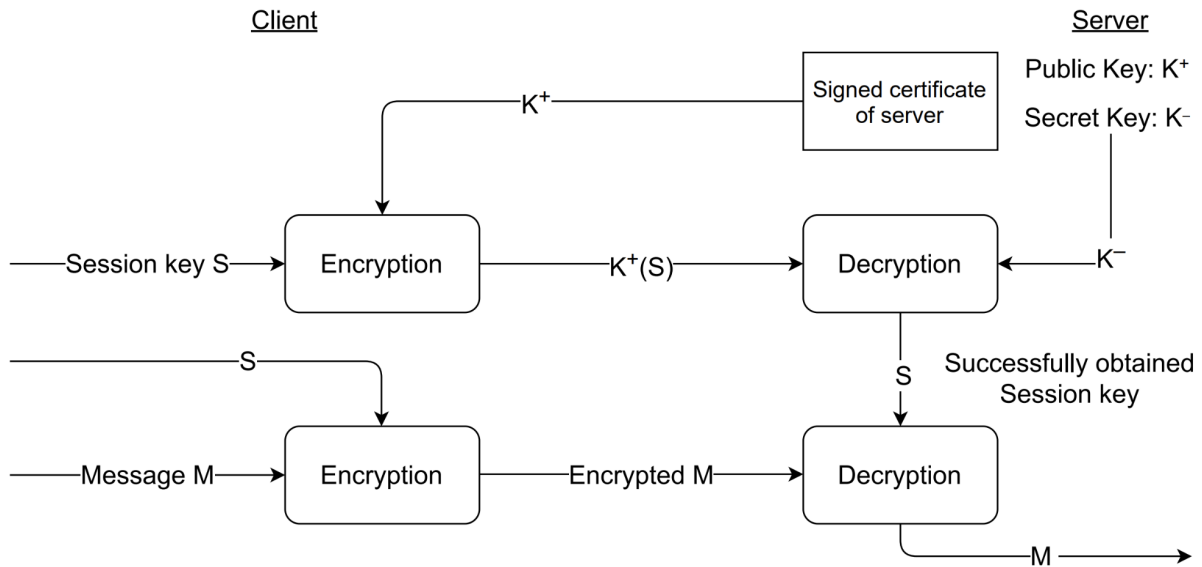 Client
Server
Public Key: K⁺
Signed certificate
of server
K⁺
Secret Key: K⁻
Session key S
Encryption
K⁺(S)
Decryption
K⁻
S
S
Successfully obtained
Session key
Message M
Encryption
Encrypted M
Decryption
M